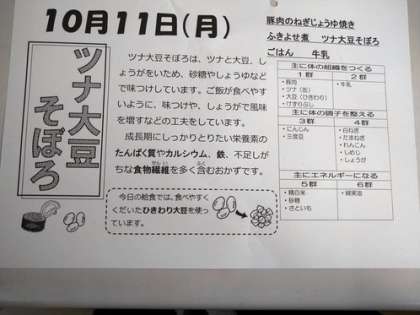 10月11日(月)
ツナ大豆
そぼろ
ツナ大豆そぼろは、ツナと大豆、し
ょうがをいため、砂糖やしょうゆなど
で味つけしています。ご飯が食べや
すいように、味つけや、しょうがで風味
を増すなどの工夫をしています。
成長期にしっかりとりたい栄養素の
たんぱく質やカルシウム、鉄、不足しが
ちな食物繊維を多く含むおかずです。
今日の給食では、食べやすく
くだいたひきわり大豆を使っ
ています。
豚肉のねぎじょうゆ焼き
ふきよせ煮 ツナ大豆そぼろ
ごはん 牛乳
主に体の組織をつくる
1群 2群
・豚肉 ・牛乳
・ツナ(缶)
・大豆(ひきわり)
・けずりぶし
主に体の調子を整える
3群 4群
・にんじん ・白ねぎ
・三度豆 ・たまねぎ
・れんこん
・しめじ
・しょうが
主にエネルギーになる
5群 6群
・精白米 ・綿実油
・砂糖
・さといも